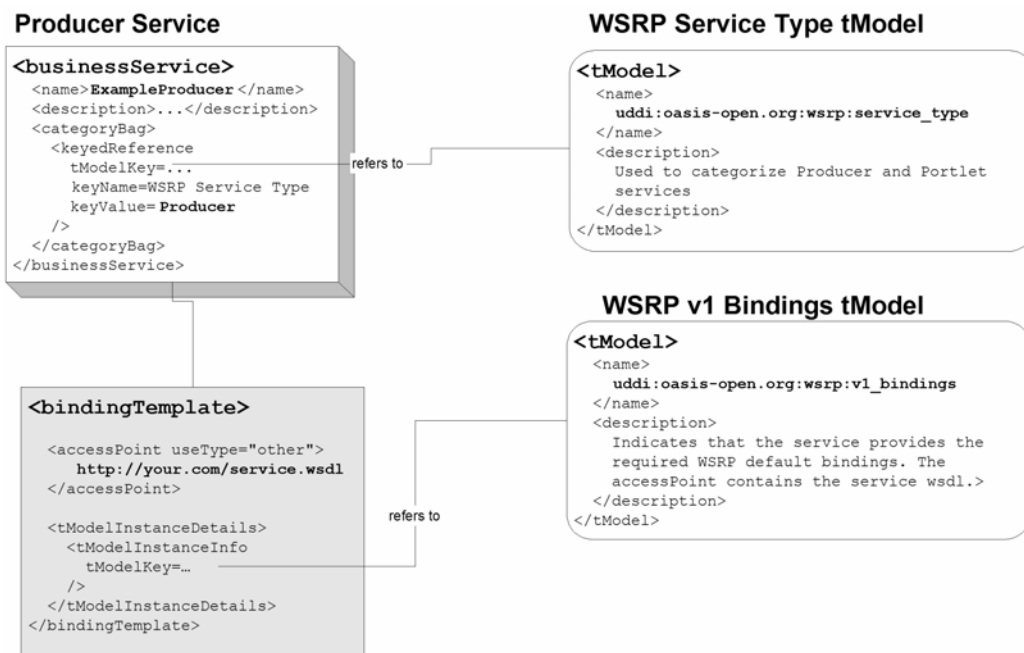 Producer Service
<businessService>
<name>ExampleProducer</name>
<description>...</description>
<categoryBag>
<keyedReference
tModelKey=...
keyName=WSRP Service Type
keyValue= Producer
/>
</categoryBag>
</businessService>
refers to
WSRP Service Type tModel
<tModel>
<name>
uddi:oasis-open.org:wsrp:service_type
</name>
<description>
Used to categorize Producer and Portlet
services
</description>
</tModel>
<bindingTemplate>
<accessPoint useType="other">
http://your.com/service.wsdl
</accessPoint>
<tModelInstanceDetails>
<tModelInstanceInfo
tModelKey=…
/>
</tModelInstanceDetails>
</bindingTemplate>
refers to
WSRP v1 Bindings tModel
<tModel>
<name>
uddi:oasis-open.org:wsrp:v1_bindings
</name>
<description>
Indicates that the service provides the
required WSRP default bindings. The
accessPoint contains the service wsdl.>
</description>
</tModel>